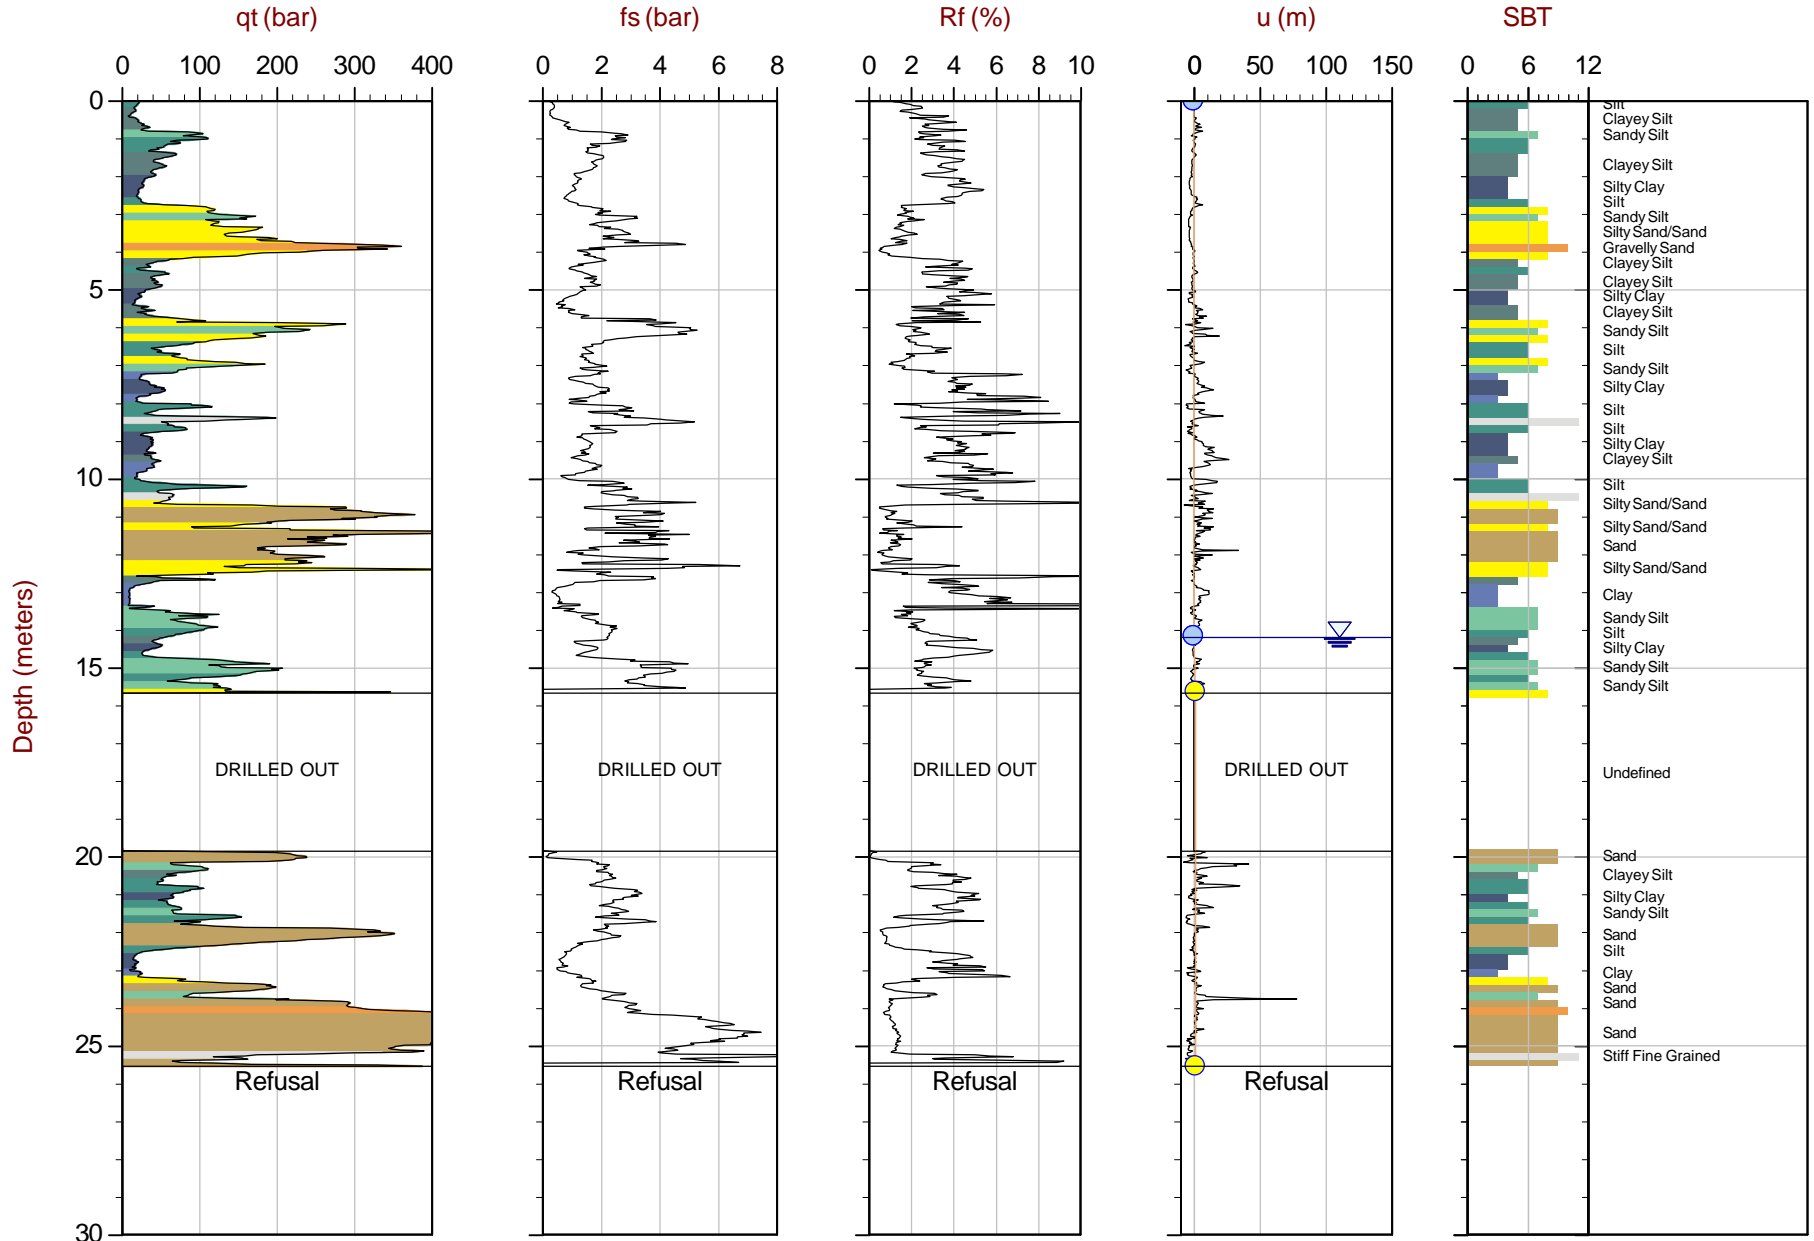 qt (bar) fs (bar) Rf (%) u (m) SBT
0 100 200 300 400 0 2 4 6 8 0 2 4 6 8 10 0 50 100 150 0 6 12
0
5
10
15
20
25
30
Depth (meters)
Silt
Clayey Silt
Sandy Silt
Clayey Silt
Silty Clay
Silt
Sandy Silt
Silty Sand/Sand
Gravelly Sand
Clayey Silt
Clayey Silt
Silty Clay
Clayey Silt
Sandy Silt
Silt
Sandy Silt
Silty Clay
Silt
Silt
Silty Clay
Clayey Silt
Silt
Silty Sand/Sand
Silty Sand/Sand
Sand
Silty Sand/Sand
Clay
Sandy Silt
Silt
Silty Clay
Sandy Silt
Sandy Silt
DRILLED OUT DRILLED OUT DRILLED OUT DRILLED OUT
Undefined
Sand
Clayey Silt
Silty Clay
Sandy Silt
Sand
Silt
Clay
Sand
Sand
Sand
Stiff Fine Grained
Refusal Refusal Refusal Refusal